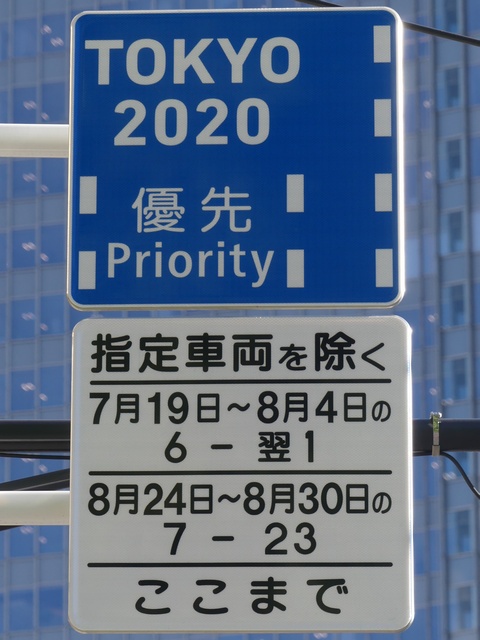 TOKYO
2020
優先
Priority
指定車両を除く
7月19日～8月4日の
6－翌1
8月24日～8月30日の
7－23
ここまで